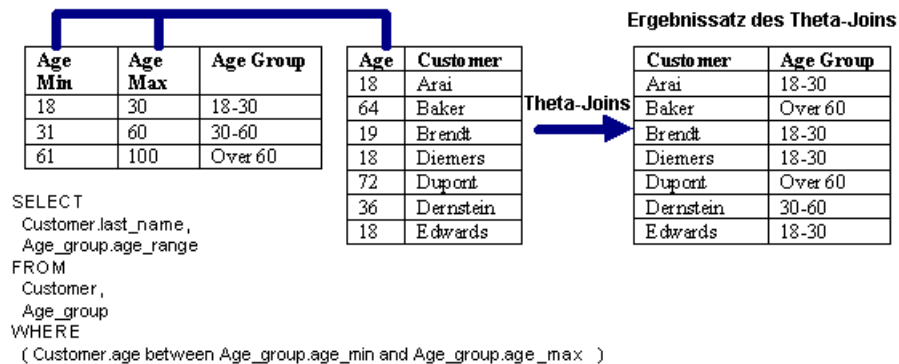 Ergebnissatz des Theta-Joins
Age Min Age Max Age Group
18 30 18-30
31 60 30-60
61 100 Over 60
Age Customer
18 Arai
64 Baker
19 Brendt
18 Diemers
72 Dupont
36 Dernstein
18 Edwards
Theta-Joins
Customer Age Group
Arai 18-30
Baker Over 60
Brendt 18-30
Diemers 18-30
Dupont Over 60
Dernstein 30-60
Edwards 18-30
SELECT
Customer.last_name,
Age_group.age_range
FROM
Customer,
Age_group
WHERE
( Customer.age between Age_group.age_min and Age_group.age_max )